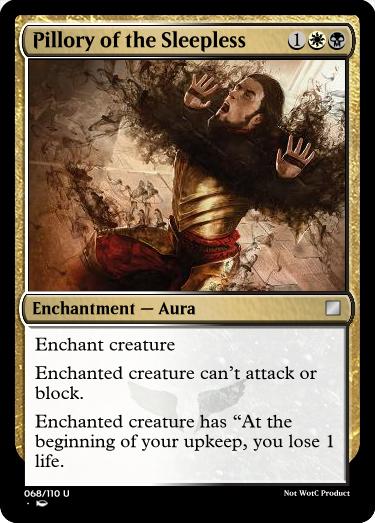 Pillory of the Sleepless 1
Enchantment — Aura
Enchant creature
Enchanted creature can't attack or
block.
Enchanted creature has “At the
beginning of your upkeep, you lose 1
life.
068/110 U
Not WotC Product